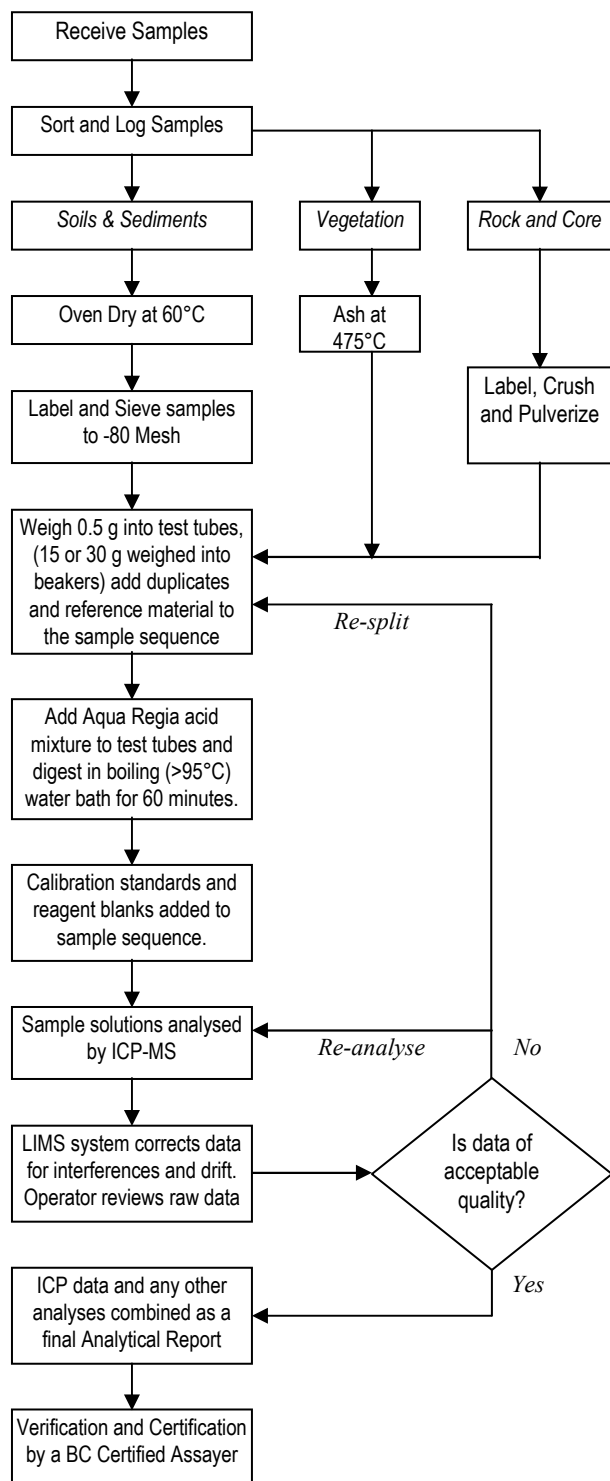 Receive Samples
Sort and Log Samples
Soils & Sediments
Vegetation
Rock and Core
Oven Dry at 60°C
Ash at
475°C
Label and Sieve samples
to -80 Mesh
Label, Crush
and Pulverize
Weigh 0.5 g into test tubes,
(15 or 30 g weighed into
beakers) add duplicates
and reference material to
the sample sequence
Re-split
Add Aqua Regia acid
mixture to test tubes and
digest in boiling (>95°C)
water bath for 60 minutes.
Calibration standards and
reagent blanks added to
sample sequence.
Sample solutions analysed
by ICP-MS
Re-analyse
No
LIMS system corrects data
for interferences and drift.
Operator reviews raw data
Is data of
acceptable
quality?
Yes
ICP data and any other
analyses combined as a
final Analytical Report
Verification and Certification
by a BC Certified Assayer